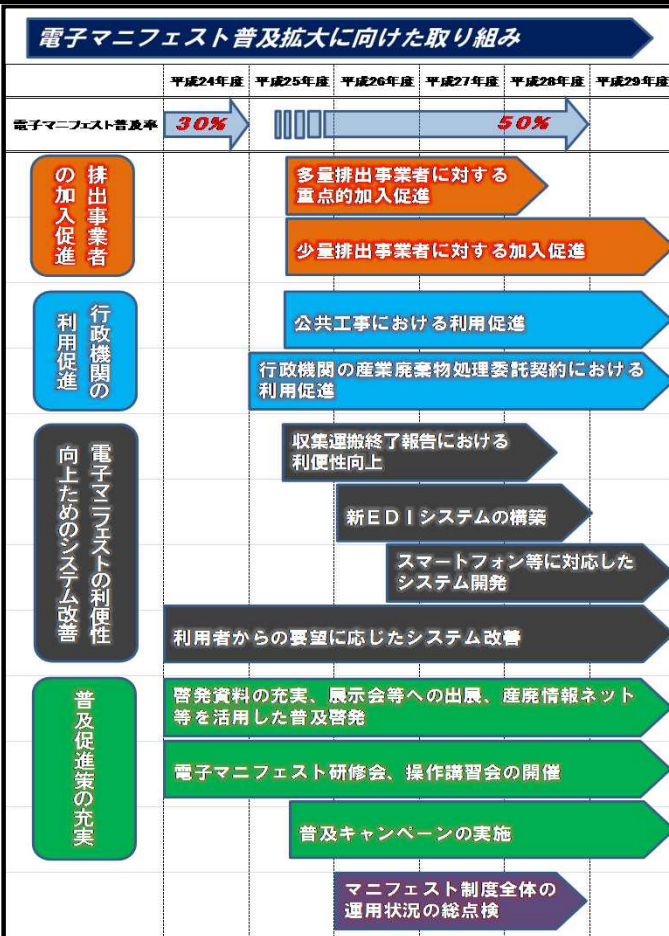 電子マニフェスト普及拡大に向けた取り組み
平成24年度 平成25年度 平成26年度 平成27年度 平成28年度 平成29年度
電子マニフェスト普及率 30% 50%
排出事業者
の加入促進
多量排出事業者に対する
重点的加入促進
少量排出事業者に対する加入促進
行政機関の
利用促進
公共工事における利用促進
行政機関の産業廃棄物処理委託契約における
利用促進
電子マニフェストの利便性
向上ためのシステム改善
収集運搬終了報告における
利便性向上
新EDIシステムの構築
スマートフォン等に対応した
システム開発
利用者からの要望に応じたシステム改善
普及促進策の充実
啓発資料の充実、展示会等への出展、産廃情報ネット
等を活用した普及啓発
電子マニフェスト研修会、操作講習会の開催
普及キャンペーンの実施
マニフェスト制度全体の
運用状況の総点検